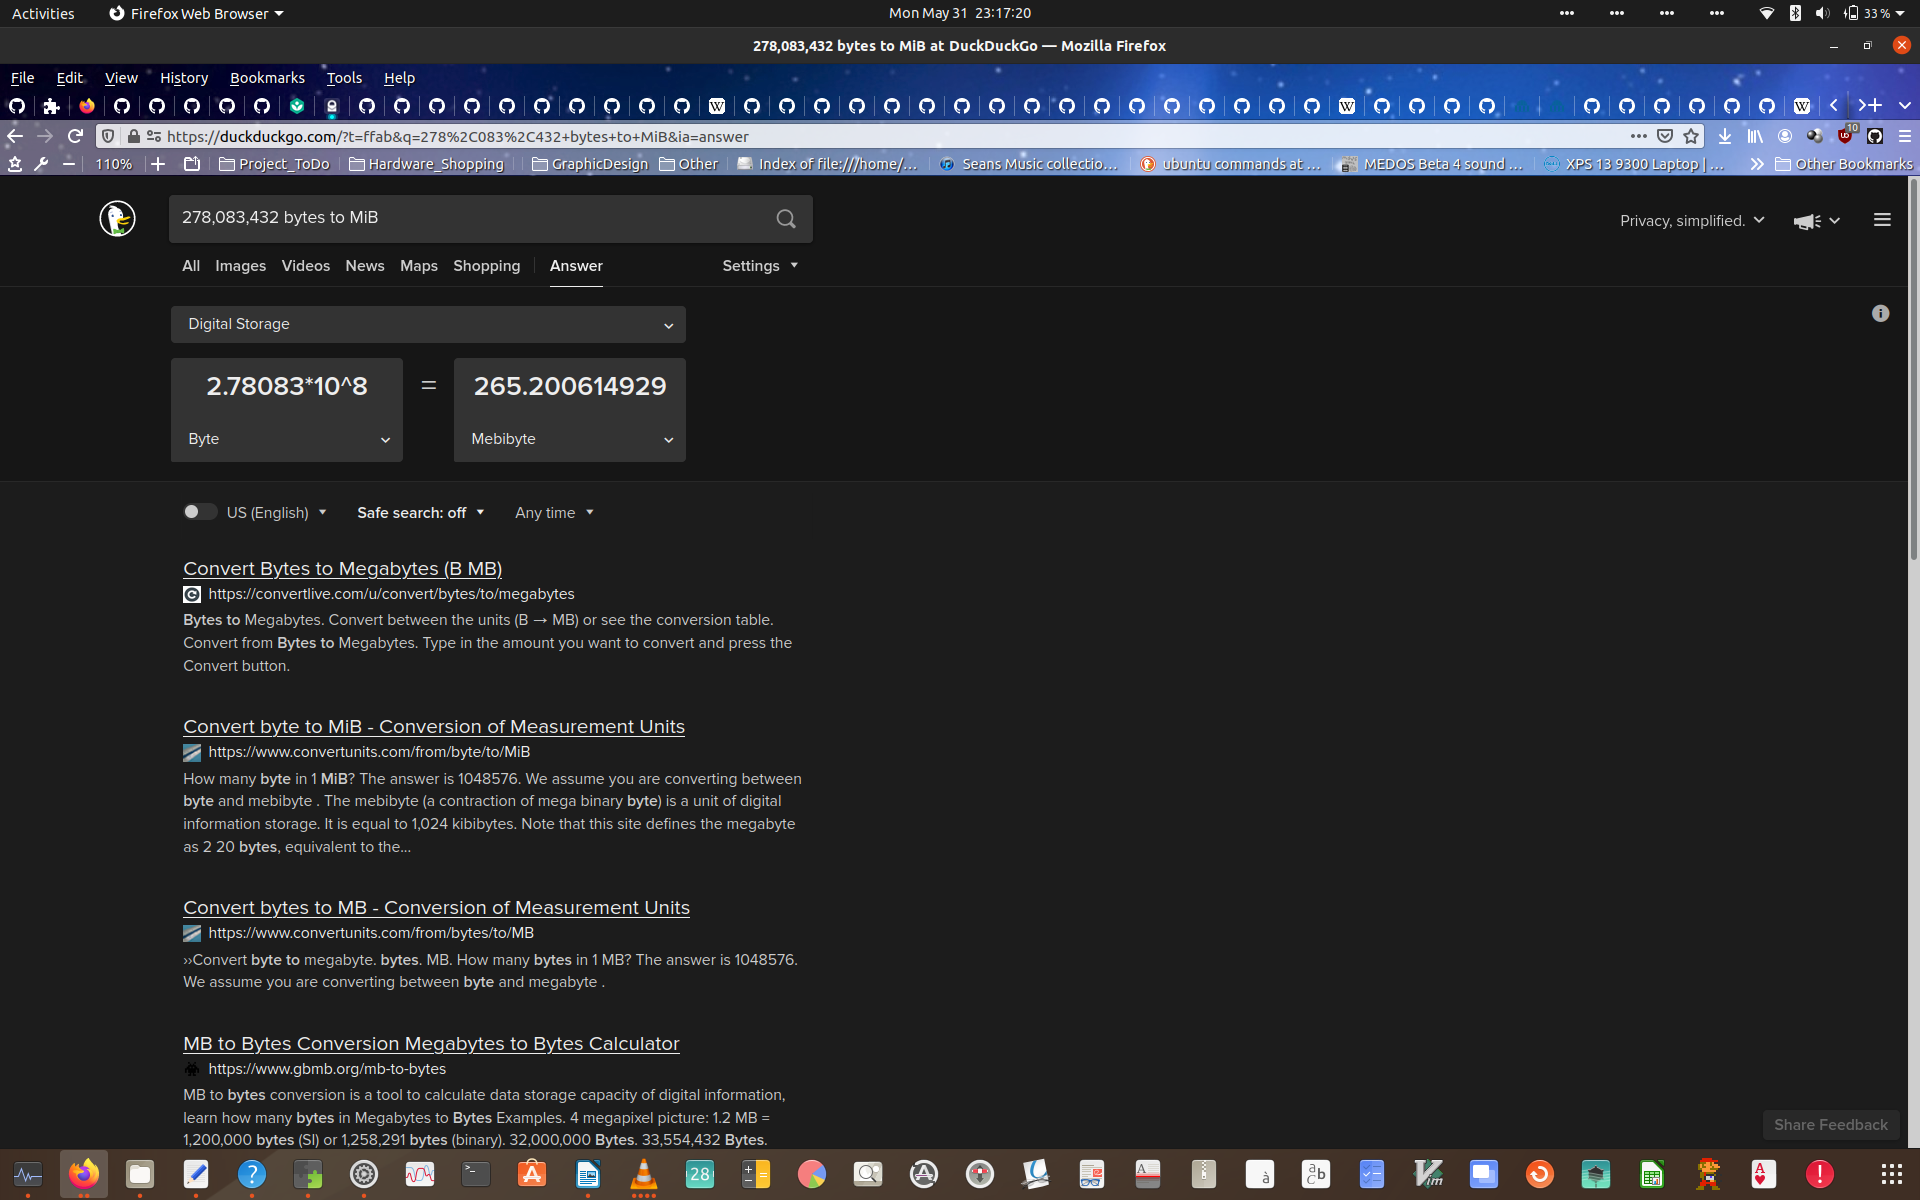 Activities Firefox Web Browser Mon May 31 23:17:20 33 %
278,083,432 bytes to MiB at DuckDuckGo — Mozilla Firefox
File Edit View History Bookmarks Tools Help
https://duckduckgo.com/?t=ffab&q=278%2C083%2C432+bytes+to+MiB&ia=answer 10
110% Project_ToDo Hardware_Shopping GraphicDesign Other Index of file:///home/… Seans Music collectio… ubuntu commands at … MEDOS Beta 4 sound … XPS 13 9300 Laptop | … Other Bookmarks
278,083,432 bytes to MiB
Privacy, simplified.
All Images Videos News Maps Shopping Answer Settings
Digital Storage
2.78083*10^8 = 265.200614929
Byte Mebibyte
US (English) Safe search: off Any time
Convert Bytes to Megabytes (B MB)
https://convertlive.com/u/convert/bytes/to/megabytes
Bytes to Megabytes. Convert between the units (B → MB) or see the conversion table.
Convert from Bytes to Megabytes. Type in the amount you want to convert and press the
Convert button.
Convert byte to MiB - Conversion of Measurement Units
https://www.convertunits.com/from/byte/to/MiB
How many byte in 1 MiB? The answer is 1048576. We assume you are converting between
byte and mebibyte . The mebibyte (a contraction of mega binary byte) is a unit of digital
information storage. It is equal to 1,024 kibibytes. Note that this site defines the megabyte
as 2 20 bytes, equivalent to the...
Convert bytes to MB - Conversion of Measurement Units
https://www.convertunits.com/from/bytes/to/MB
››Convert byte to megabyte. bytes. MB. How many bytes in 1 MB? The answer is 1048576.
We assume you are converting between byte and megabyte .
MB to Bytes Conversion Megabytes to Bytes Calculator
https://www.gbmb.org/mb-to-bytes
MB to bytes conversion is a tool to calculate data storage capacity of digital information,
learn how many bytes in Megabytes to Bytes Examples. 4 megapixel picture: 1.2 MB =
1,200,000 bytes (SI) or 1,258,291 bytes (binary). 32,000,000 Bytes. 33,554,432 Bytes.
Share Feedback
28